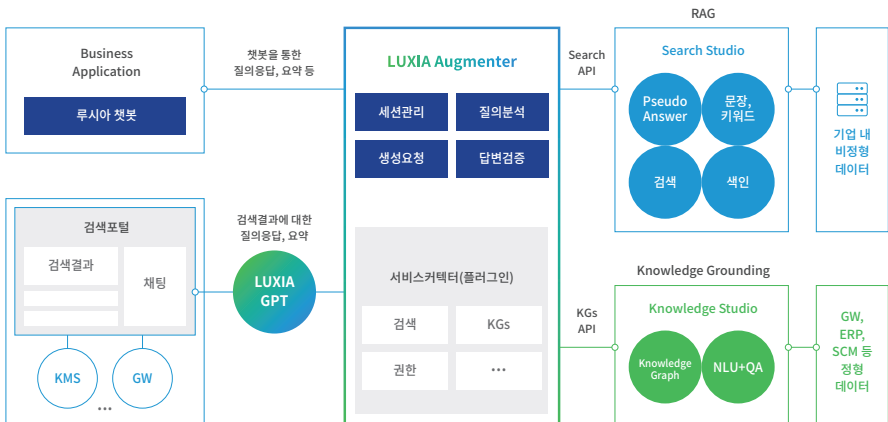 Business
Application
루시아 챗봇
챗봇을 통한
질의응답, 요약 등
검색포털
검색결과
채팅
KMS
GW
...
검색결과에 대한
질의응답, 요약
LUXIA
GPT
LUXIA Augmenter
세션관리
질의분석
생성요청
답변검증
서비스커텍터(플러그인)
검색
KGs
권한
...
Search
API
RAG
Search Studio
Pseudo
Answer
문장,
키워드
검색
색인
기업 내
비정형
데이터
KGs
API
Knowledge Grounding
Knowledge Studio
Knowledge
Graph
NLU+QA
GW,
ERP,
SCM 등
정형
데이터